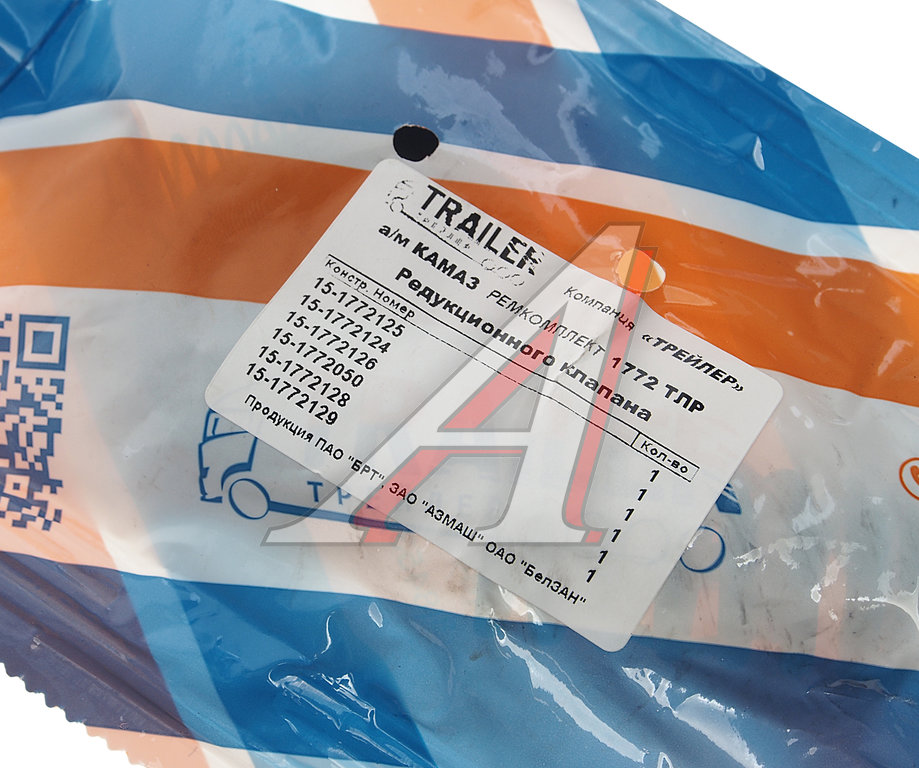 TRAILER
ТРЕЙЛЕР
Компания «ТРЕЙЛЕР»
а/м КАМАЗ РЕМКОМПЛЕКТ 1772 ТЛР
Редукционного клапана
Констр. Номер Кол-во
15-1772125 1
15-1772124 1
15-1772126 1
15-1772050 1
15-1772128 1
15-1772129 1
Продукция ПАО "БРТ", ЗАО "АЗМАШ" ОАО "БелЗАН"